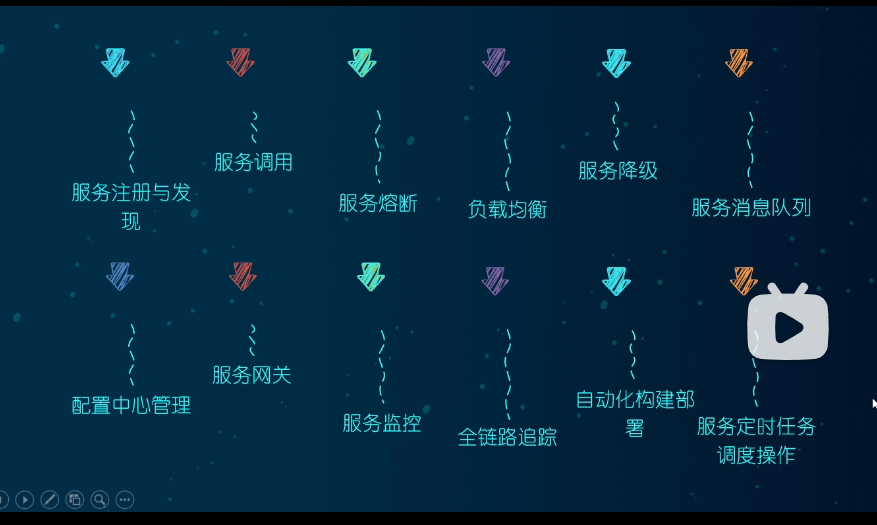 服务注册与发
现
服务调用
服务熔断
负载均衡
服务降级
服务消息队列
配置中心管理
服务网关
服务监控
全链路追踪
自动化构建部
署
服务定时任务
调度操作